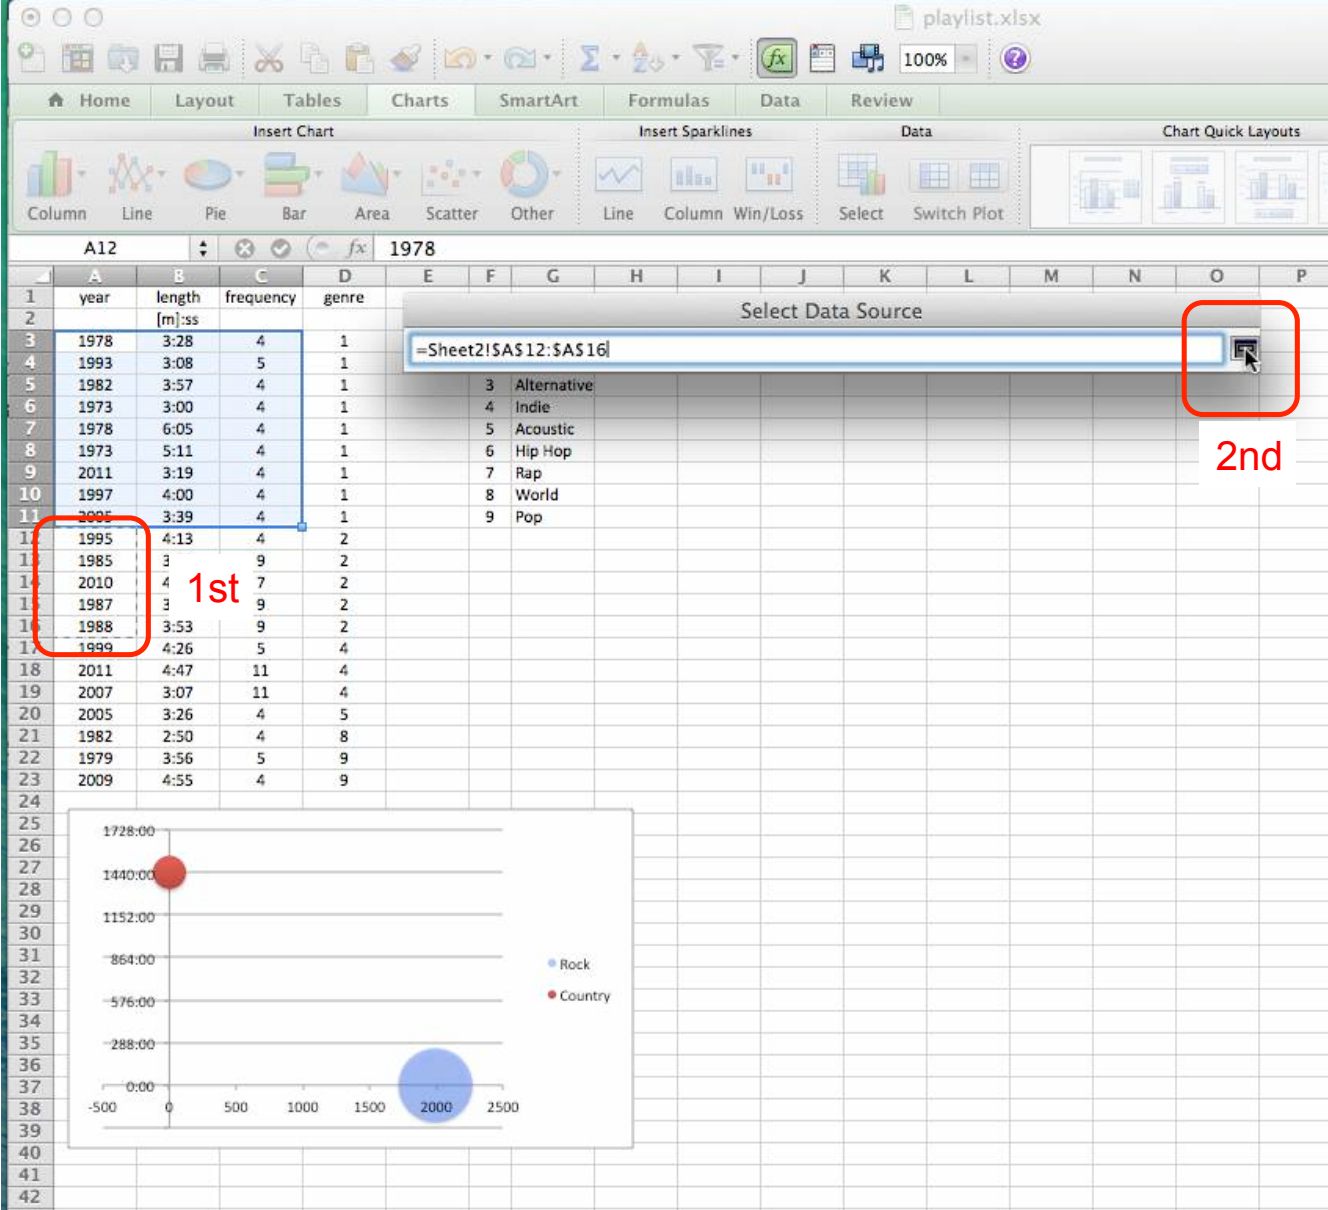 playlist.xlsx
100%
Home Layout Tables Charts SmartArt Formulas Data Review
Insert Chart Insert Sparklines Data Chart Quick Layouts
Column Line Pie Bar Area Scatter Other Line Column Win/Loss Select Switch Plot
A12 fx 1978
A B C D E F G H I J K L M N O P
1 year length frequency genre
Select Data Source
2 [m]:ss
3 1978 3:28 4 1
=Sheet2!$A$12:$A$16
4 1993 3:08 5 1
5 1982 3:57 4 1 3 Alternative
6 1973 3:00 4 1 4 Indie
7 1978 6:05 4 1 5 Acoustic
8 1973 5:11 4 1 6 Hip Hop
2nd
9 2011 3:19 4 1 7 Rap
10 1997 4:00 4 1 8 World
11 2005 3:39 4 1 9 Pop
12 1995 4:13 4 2
13 1985 3 9 2
14 2010 4 7 2
1st
15 1987 3 9 2
16 1988 3:53 9 2
17 1999 4:26 5 4
18 2011 4:47 11 4
19 2007 3:07 11 4
20 2005 3:26 4 5
21 1982 2:50 4 8
22 1979 3:56 5 9
23 2009 4:55 4 9
24
25 1728:00
26
27 1440:00
28
29 1152:00
30
31 864:00 Rock
32
33 576:00 Country
34
35 288:00
36
37 0:00
38 -500 0 500 1000 1500 2000 2500
39
40
41
42